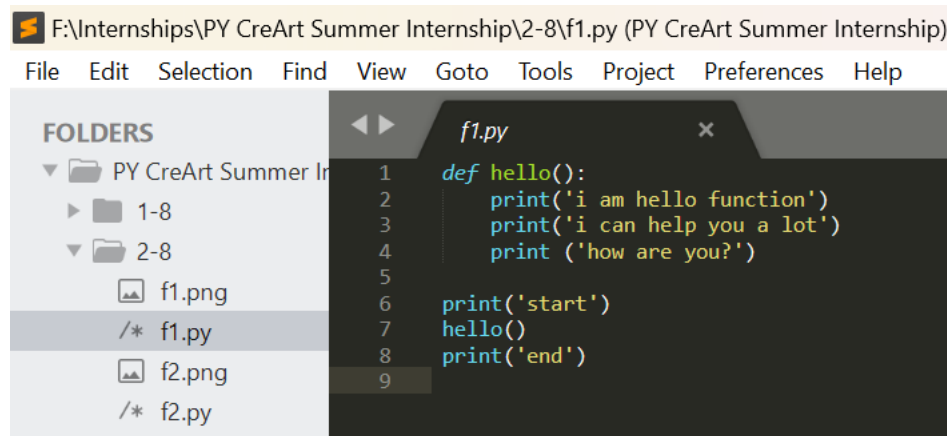 F:\Internships\PY CreArt Summer Internship\2-8\f1.py (PY CreArt Summer Internship)
File Edit Selection Find View Goto Tools Project Preferences Help
FOLDERS
PY CreArt Summer In
1-8
2-8
f1.png
/* f1.py
f2.png
/* f2.py
f1.py ×
1 def hello():
2     print('i am hello function')
3     print('i can help you a lot')
4     print ('how are you?')
5
6 print('start')
7 hello()
8 print('end')
9